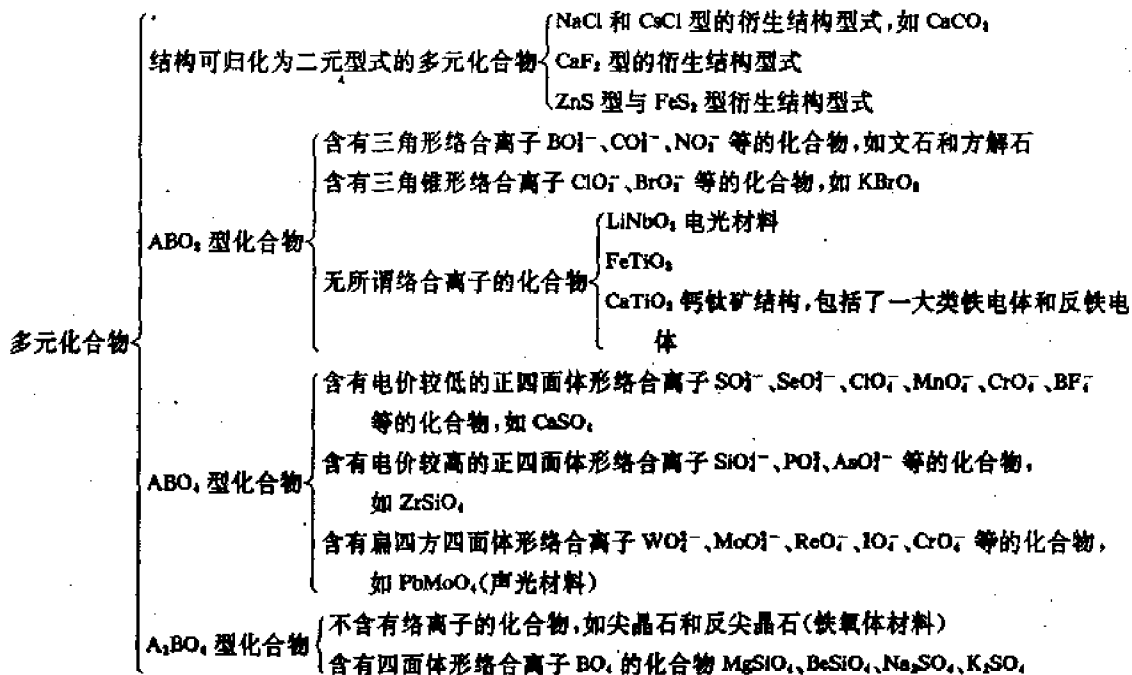 NaCl 和 CsCl 型的衍生结构型式,如 CaCO₃
结构可归化为二元型式的多元化合物
CaF₂ 型的衍生结构型式
ZnS 型与 FeS₂ 型衍生结构型式
含有三角形络合离子 BO₃³⁻、CO₃²⁻、NO₃⁻ 等的化合物,如文石和方解石
含有三角锥形络合离子 ClO₃⁻、BrO₃⁻ 等的化合物,如 KBrO₃
ABO₃ 型化合物
LiNbO₃ 电光材料
无所谓络合离子的化合物
FeTiO₃
CaTiO₃ 钙钛矿结构,包括了一大类铁电体和反铁电
体
多元化合物
含有电价较低的正四面体形络合离子 SO₄²⁻、SeO₄²⁻、ClO₄⁻、MnO₄⁻、CrO₄⁻、BF₄⁻
等的化合物,如 CaSO₄
ABO₄ 型化合物
含有电价较高的正四面体形络合离子 SiO₄⁴⁻、PO₄³、AsO₄³⁻ 等的化合物,
如 ZrSiO₄
含有扁四方四面体形络合离子 WO₄²⁻、MoO₄²⁻、ReO₄⁻、IO₄⁻、CrO₄⁻ 等的化合物,
如 PbMoO₄(声光材料)
A₂BO₄ 型化合物
不含有络离子的化合物,如尖晶石和反尖晶石(铁氧体材料)
含有四面体形络合离子 BO₄ 的化合物 MgSiO₄、BeSiO₄、Na₂SO₄、K₂SO₄